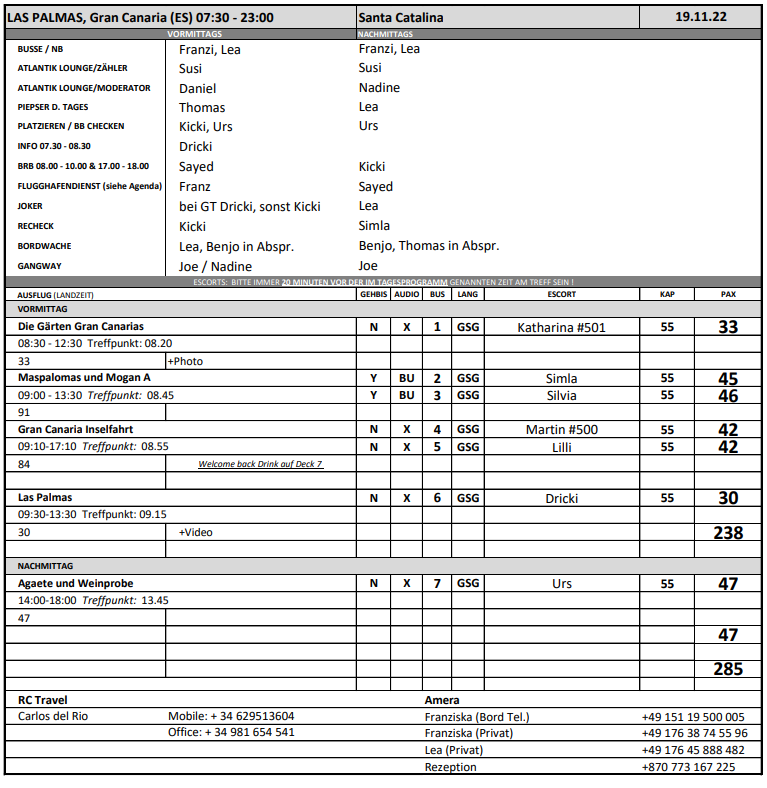 LAS PALMAS, Gran Canaria (ES) 07:30 - 23:00 Santa Catalina 19.11.22
VORMITTAGS NACHMITTAGS
BUSSE / NB Franzi, Lea Franzi, Lea
ATLANTIK LOUNGE/ZÄHLER Susi Susi
ATLANTIK LOUNGE/MODERATOR Daniel Nadine
PIEPSER D. TAGES Thomas Lea
PLATZIEREN / BB CHECKEN Kicki, Urs Urs
INFO 07.30 - 08.30 Dricki
BRB 08.00 - 10.00 & 17.00 - 18.00 Sayed Kicki
FLUGGHAFENDIENST (siehe Agenda) Franz Sayed
JOKER bei GT Dricki, sonst Kicki Lea
RECHECK Kicki Simla
BORDWACHE Lea, Benjo in Abspr. Benjo, Thomas in Abspr.
GANGWAY Joe / Nadine Joe
ESCORTS: BITTE IMMER 20 MINUTEN VOR DER IM TAGESPROGRAMM GENANNTEN ZEIT AM TREFF SEIN !
AUSFLUG (LANDZEIT) GEHBIS AUDIO BUS LANG ESCORT KAP PAX
VORMITTAG
Die Gärten Gran Canarias N X 1 GSG Katharina #501 55 33
08:30 - 12:30 Treffpunkt: 08.20
33 +Photo
Maspalomas und Mogan A Y BU 2 GSG Simla 55 45
09:00 - 13:30 Treffpunkt: 08.45 Y BU 3 GSG Silvia 55 46
91
Gran Canaria Inselfahrt N X 4 GSG Martin #500 55 42
09:10-17:10 Treffpunkt: 08.55 N X 5 GSG Lilli 55 42
84 Welcome back Drink auf Deck 7
Las Palmas N X 6 GSG Dricki 55 30
09:30-13:30 Treffpunkt: 09.15
30 +Video 238
NACHMITTAG
Agaete und Weinprobe N X 7 GSG Urs 55 47
14:00-18:00 Treffpunkt: 13.45
47
47
285
RC Travel Amera
Carlos del Rio Mobile: + 34 629513604 Franziska (Bord Tel.) +49 151 19 500 005
Office: + 34 981 654 541 Franziska (Privat) +49 176 38 74 55 96
Lea (Privat) +49 176 45 888 482
Rezeption +870 773 167 225